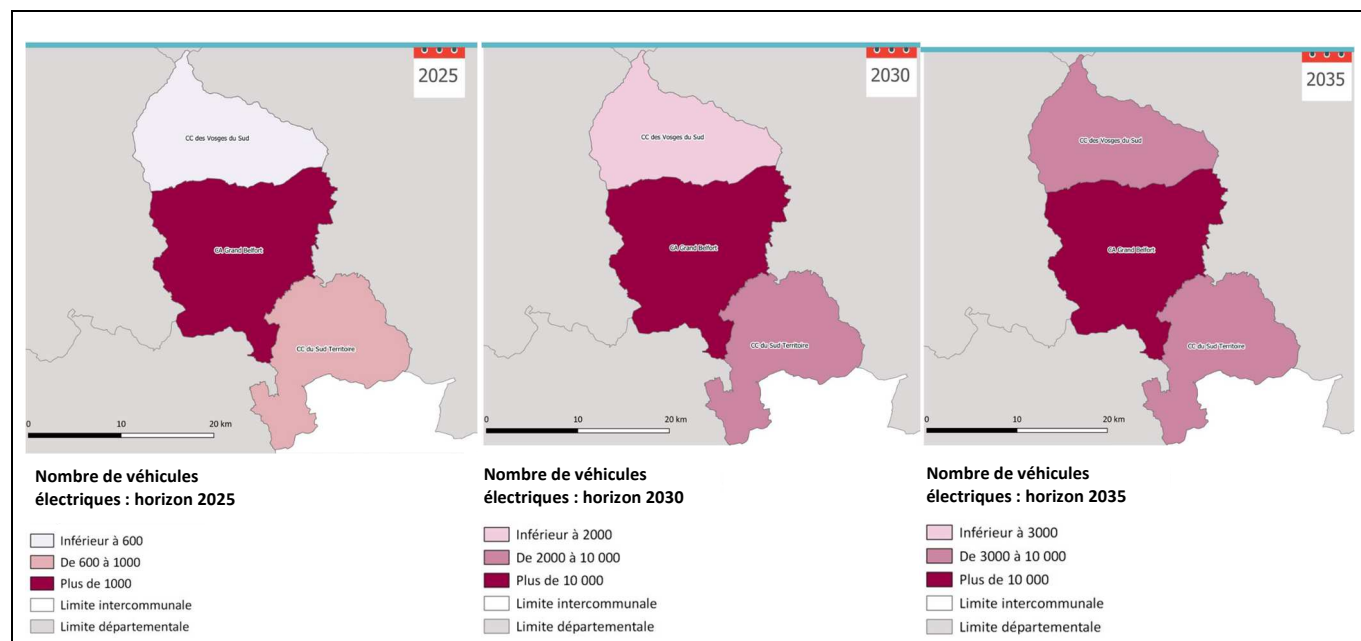 2025
CC des Vosges du Sud
CA Grand Belfort
CC du Sud Territoire
0 10 20 km
Nombre de véhicules
électriques : horizon 2025
Inférieur à 600
De 600 à 1000
Plus de 1000
Limite intercommunale
Limite départementale
2030
CC des Vosges du Sud
CA Grand Belfort
CC du Sud Territoire
0 10 20 km
Nombre de véhicules
électriques : horizon 2030
Inférieur à 2000
De 2000 à 10 000
Plus de 10 000
Limite intercommunale
Limite départementale
2035
CC des Vosges du Sud
CA Grand Belfort
CC du Sud Territoire
0 10 20 km
Nombre de véhicules
électriques : horizon 2035
Inférieur à 3000
De 3000 à 10 000
Plus de 10 000
Limite intercommunale
Limite départementale